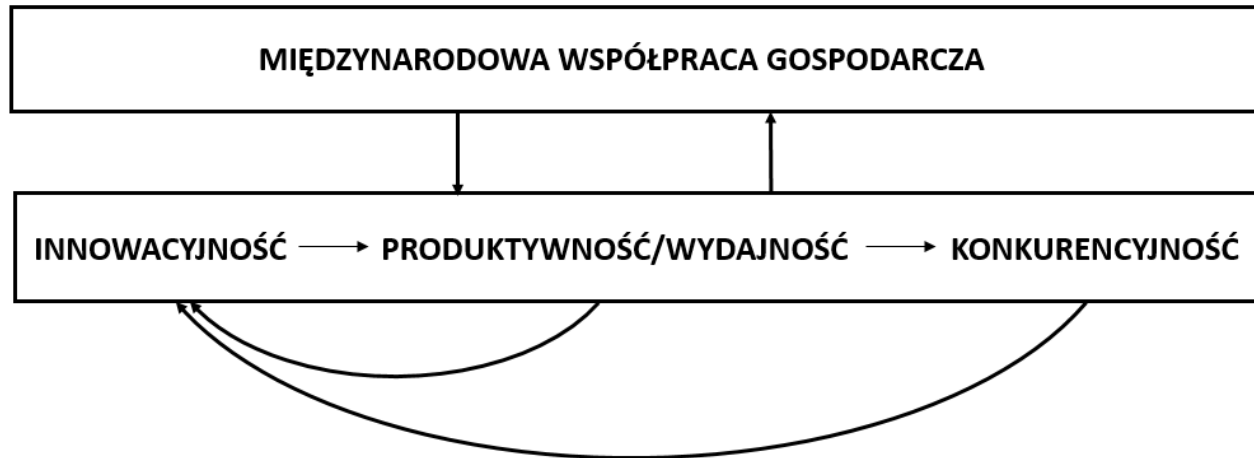 MIĘDZYNARODOWA WSPÓŁPRACA GOSPODARCZA
INNOWACYJNOŚĆ PRODUKTYWNOŚĆ/WYDAJNOŚĆ KONKURENCYJNOŚĆ